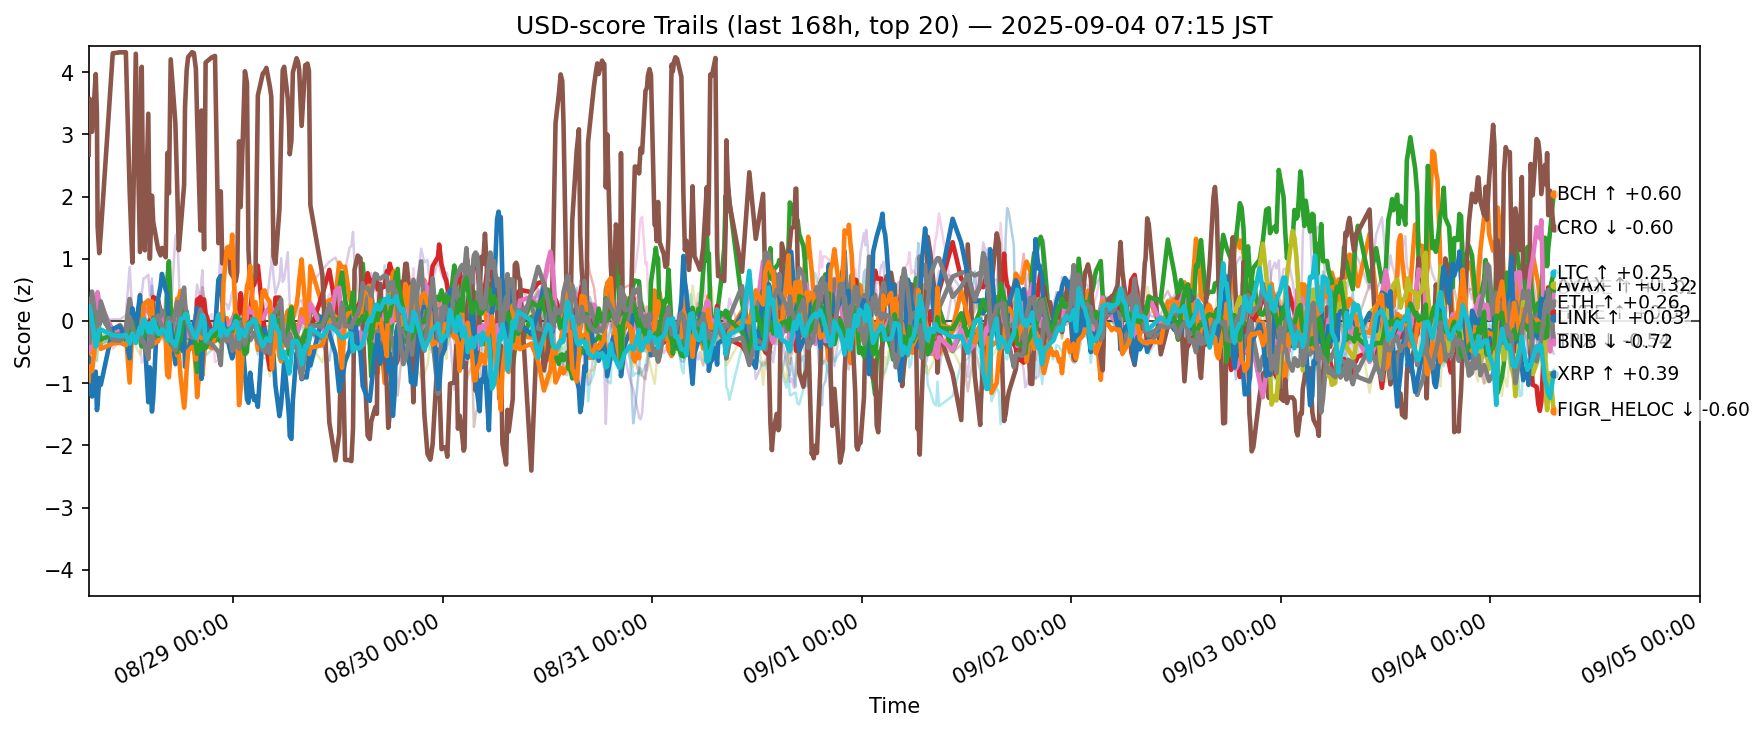 USD-score Trails (last 168h, top 20) — 2025-09-04 07:15 JST
Score (z)
4
3
2
1
0
−1
−2
−3
−4
BCH ↑ +0.60
CRO ↓ -0.60
LTC ↑ +0.25
AVAX ↑ +0.32
ETH ↑ +0.26
LINK ↑ +0.03
BNB ↓ -0.72
XRP ↑ +0.39
FIGR_HELOC ↓ -0.60
08/29 00:00
08/30 00:00
08/31 00:00
09/01 00:00
09/02 00:00
09/03 00:00
09/04 00:00
09/05 00:00
Time